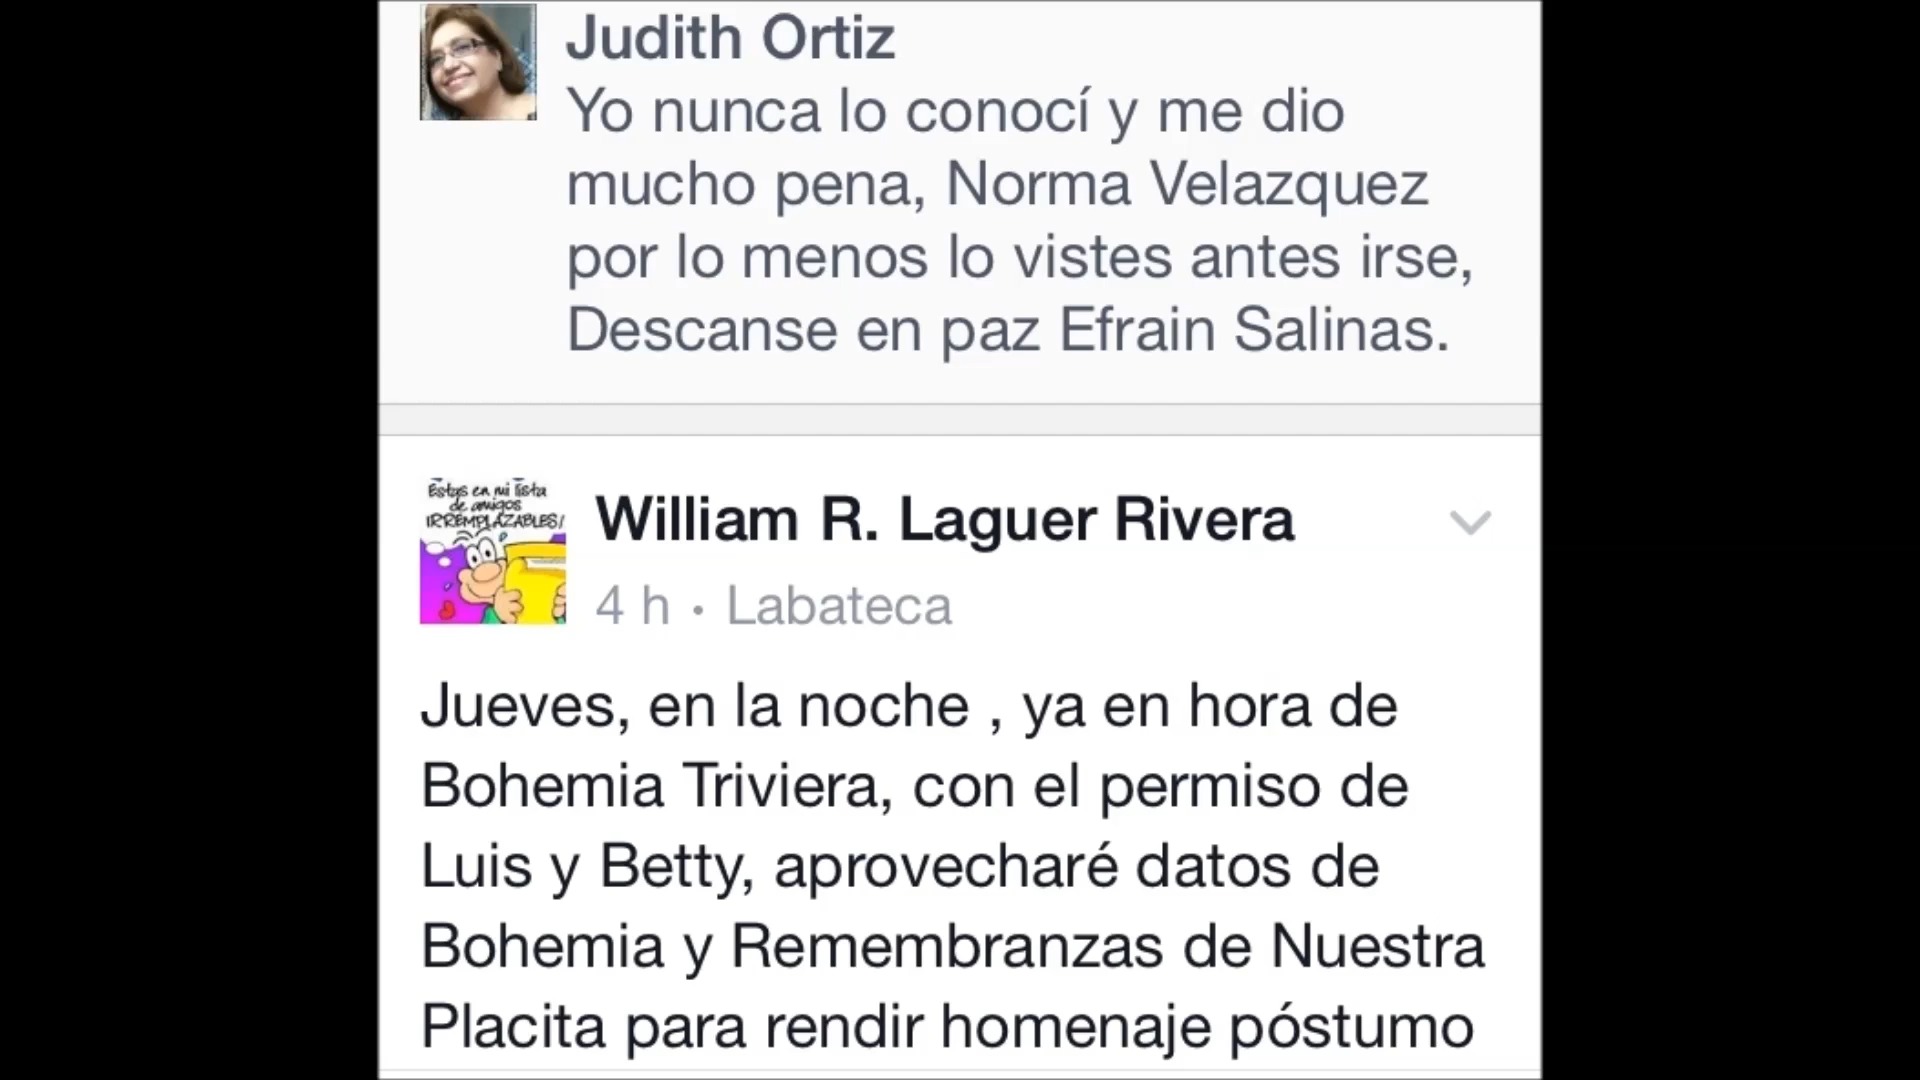 Judith Ortiz
Yo nunca lo conocí y me dio
mucho pena, Norma Velazquez
por lo menos lo vistes antes irse,
Descanse en paz Efrain Salinas.
Estas en mi lista
de amigos
IRREMPLAZABLES!
William R. Laguer Rivera
4 h • Labateca
Jueves, en la noche , ya en hora de
Bohemia Triviera, con el permiso de
Luis y Betty, aprovecharé datos de
Bohemia y Remembranzas de Nuestra
Placita para rendir homenaje póstumo